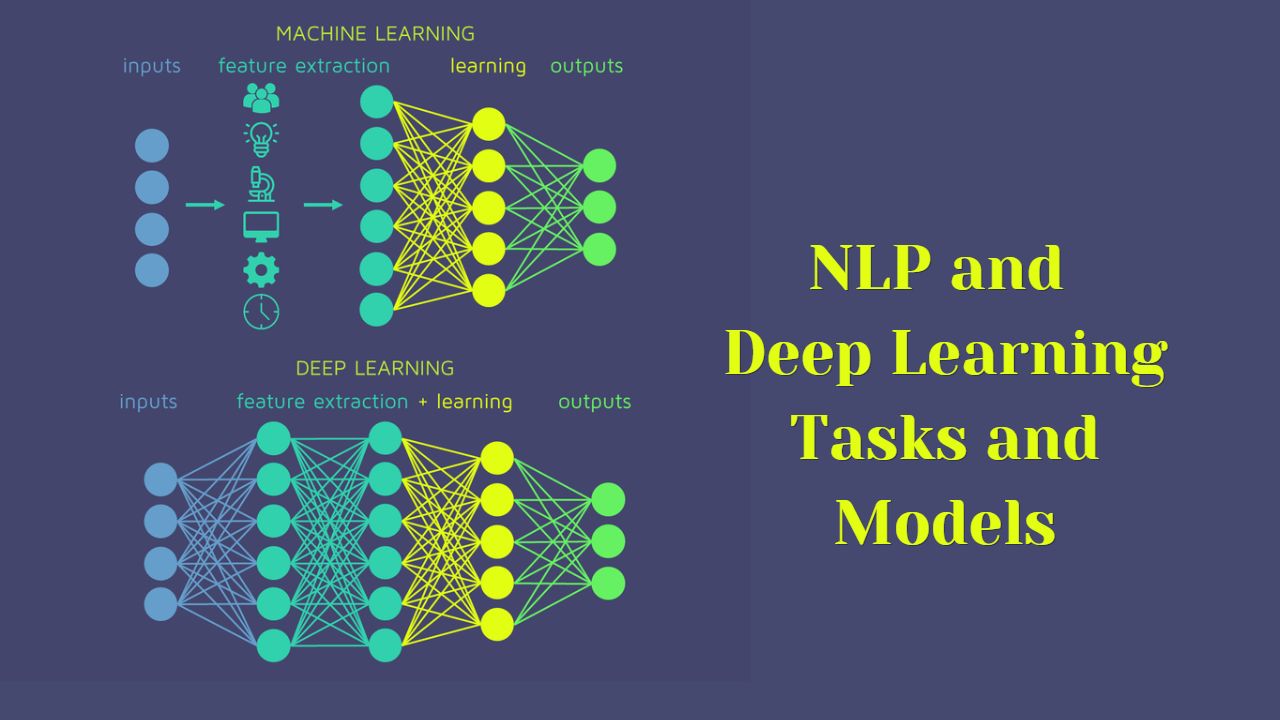 MACHINE LEARNING
inputs feature extraction learning outputs
DEEP LEARNING
inputs feature extraction + learning outputs
NLP and
Deep Learning
Tasks and
Models